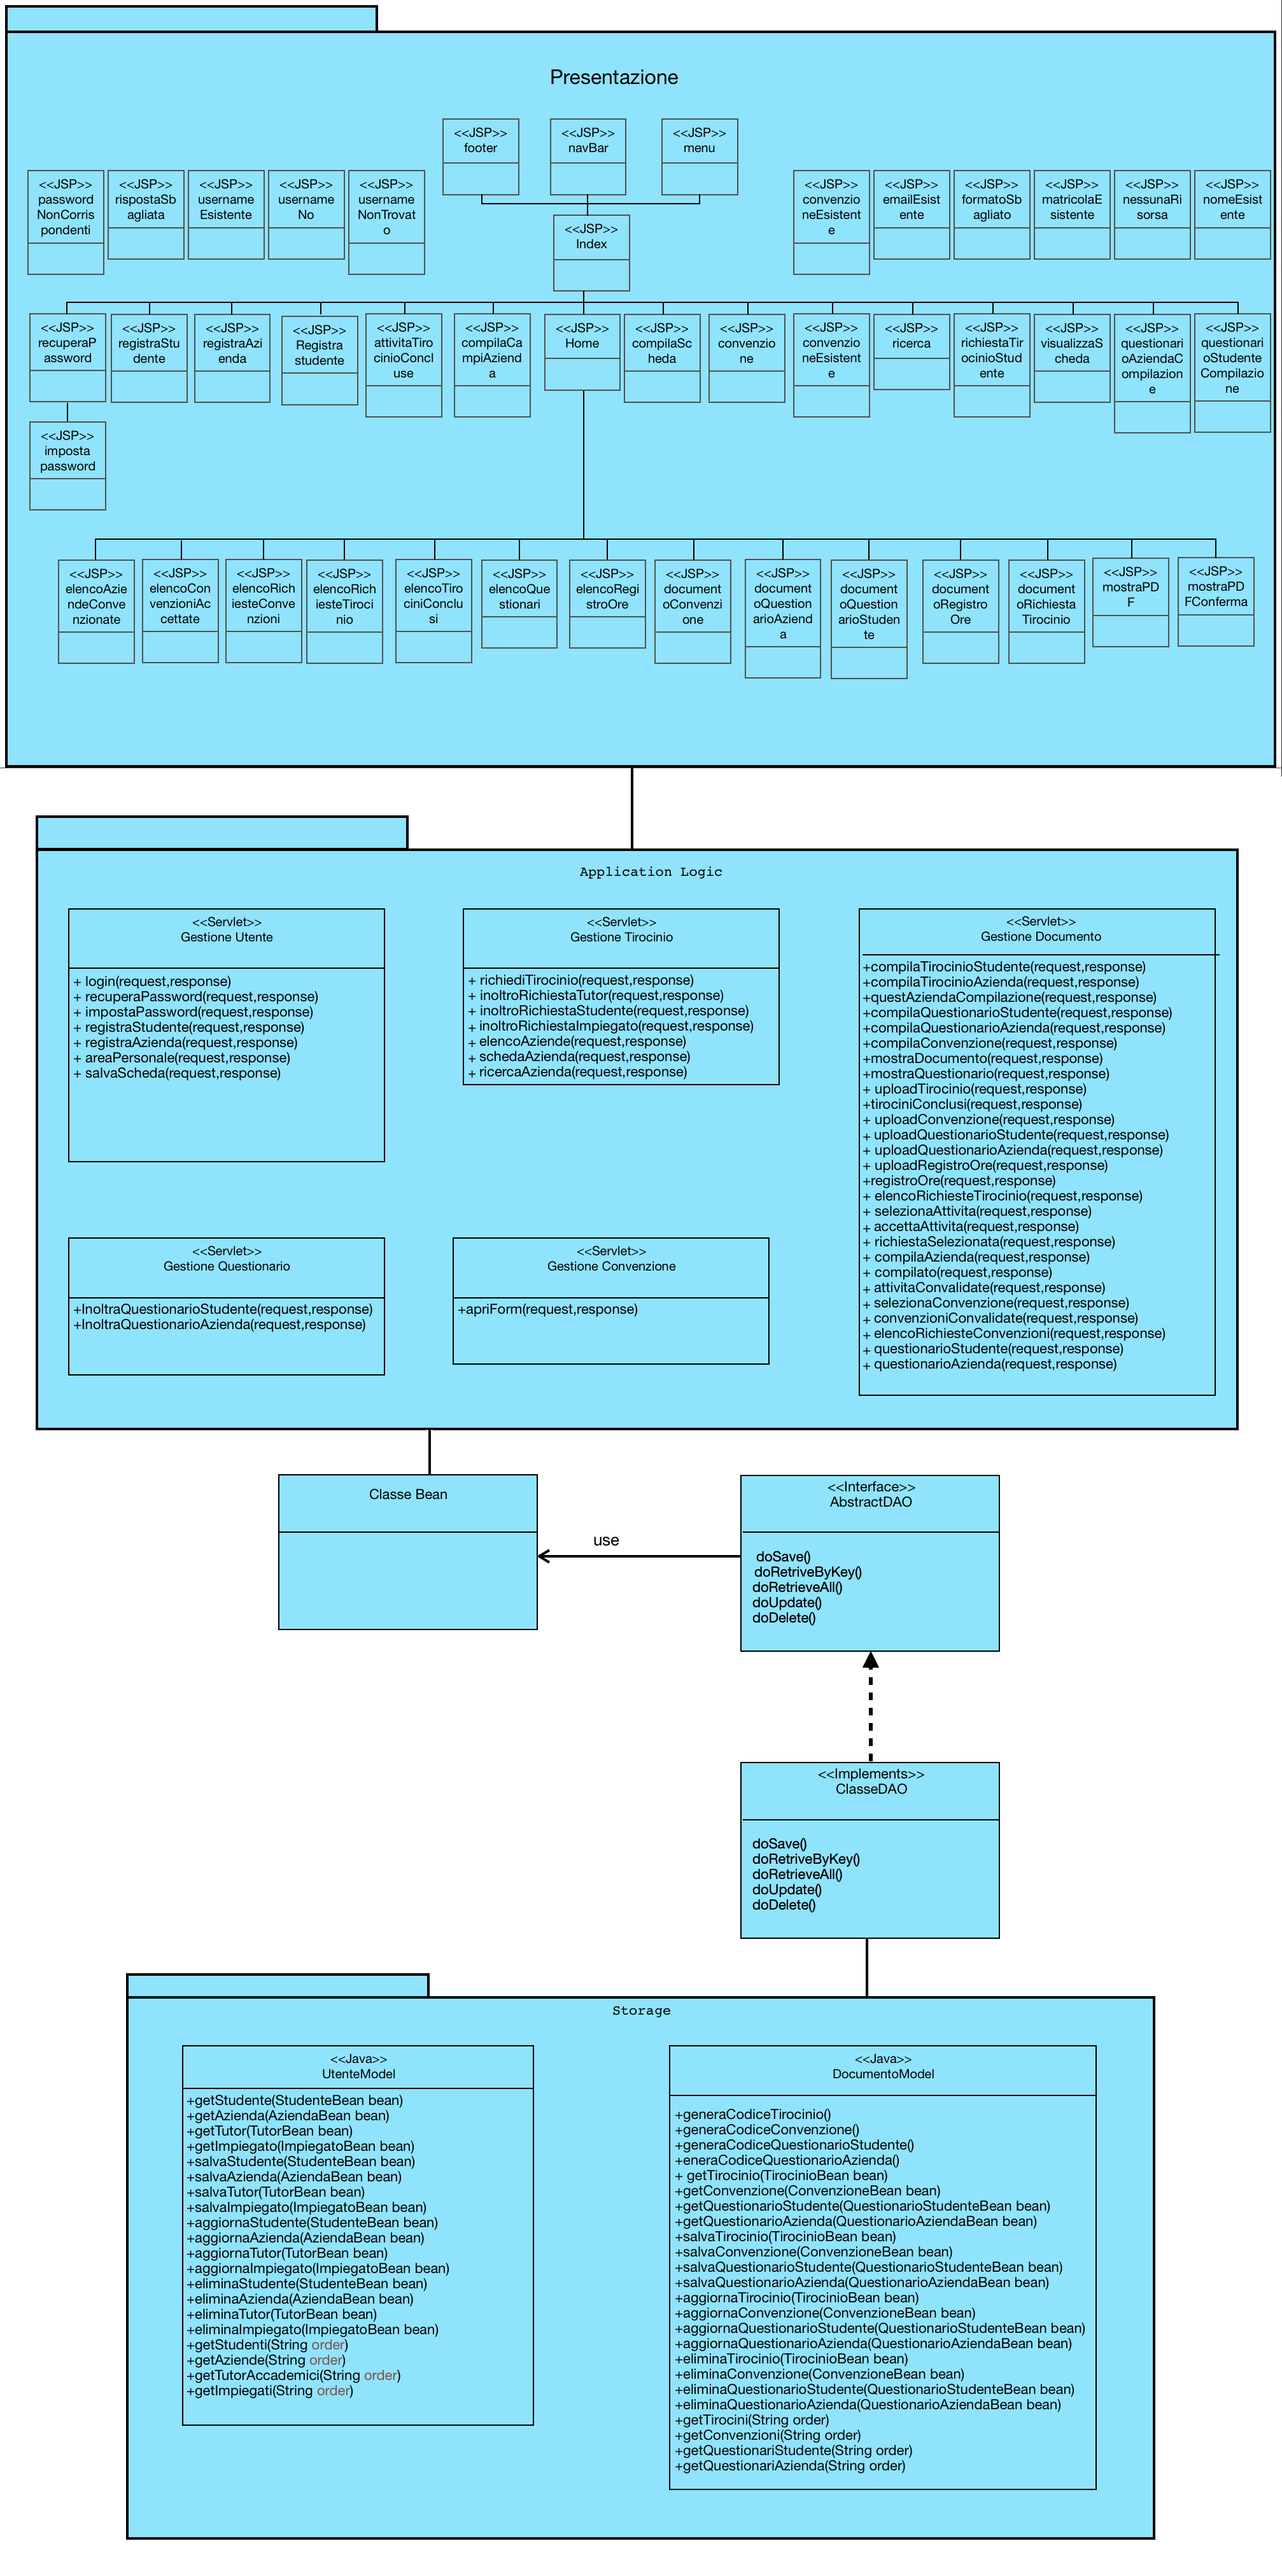 Presentazione
<<JSP>>
footer
<<JSP>>
navBar
<<JSP>>
menu
<<JSP>>
password
NonCorris
pondenti
<<JSP>>
rispostaSb
agliata
<<JSP>>
username
Esistente
<<JSP>>
username
No
<<JSP>>
username
NonTrovat
o
<<JSP>>
Index
<<JSP>>
convenzio
neEsistent
e
<<JSP>>
emailEsist
ente
<<JSP>>
formatoSb
agliato
<<JSP>>
matricolaE
sistente
<<JSP>>
nessunaRi
sorsa
<<JSP>>
nomeEsist
ente
<<JSP>>
recuperaP
assword
<<JSP>>
registraStu
dente
<<JSP>>
registraAzi
enda
<<JSP>>
Registra
studente
<<JSP>>
attivitaTiro
cinioConcl
use
<<JSP>>
compilaCa
mpiAziend
a
<<JSP>>
Home
<<JSP>>
compilaSc
heda
<<JSP>>
convenzio
ne
<<JSP>>
convenzio
neEsistent
e
<<JSP>>
ricerca
<<JSP>>
richiestaTir
ocinioStud
ente
<<JSP>>
visualizzaS
cheda
<<JSP>>
questionari
oAziendaC
ompilazion
e
<<JSP>>
questionari
oStudente
Compilazio
ne
<<JSP>>
imposta
password
<<JSP>>
elencoAzie
ndeConve
nzionate
<<JSP>>
elencoCon
venzioniAc
cettate
<<JSP>>
elencoRich
iesteConve
nzioni
<<JSP>>
elencoRich
iesteTiroci
nio
<<JSP>>
elencoTiro
ciniConclu
si
<<JSP>>
elencoQue
stionari
<<JSP>>
elencoRegi
stroOre
<<JSP>>
document
oConvenzi
one
<<JSP>>
document
oQuestion
arioAziend
a
<<JSP>>
document
oQuestion
arioStuden
te
<<JSP>>
document
oRegistro
Ore
<<JSP>>
document
oRichiesta
Tirocinio
<<JSP>>
mostraPD
F
<<JSP>>
mostraPD
FConferma
Application Logic
<<Servlet>>
Gestione Utente
+ login(request,response)
+ recuperaPassword(request,response)
+ impostaPassword(request,response)
+ registraStudente(request,response)
+ registraAzienda(request,response)
+ areaPersonale(request,response)
+ salvaScheda(request,response)
<<Servlet>>
Gestione Tirocinio
+ richiediTirocinio(request,response)
+ inoltroRichiestaTutor(request,response)
+ inoltroRichiestaStudente(request,response)
+ inoltroRichiestaImpiegato(request,response)
+ elencoAziende(request,response)
+ schedaAzienda(request,response)
+ ricercaAzienda(request,response)
<<Servlet>>
Gestione Documento
+compilaTirocinioStudente(request,response)
+compilaTirocinioAzienda(request,response)
+questAziendaCompilazione(request,response)
+compilaQuestionarioStudente(request,response)
+compilaQuestionarioAzienda(request,response)
+compilaConvenzione(request,response)
+mostraDocumento(request,response)
+mostraQuestionario(request,response)
+ uploadTirocinio(request,response)
+tirociniConclusi(request,response)
+ uploadConvenzione(request,response)
+ uploadQuestionarioStudente(request,response)
+ uploadQuestionarioAzienda(request,response)
+ uploadRegistroOre(request,response)
+registroOre(request,response)
+ elencoRichiesteTirocinio(request,response)
+ selezionaAttivita(request,response)
+ accettaAttivita(request,response)
+ richiestaSelezionata(request,response)
+ compilaAzienda(request,response)
+ compilato(request,response)
+ attivitaConvalidate(request,response)
+ selezionaConvenzione(request,response)
+ convenzioniConvalidate(request,response)
+ elencoRichiesteConvenzioni(request,response)
+ questionarioStudente(request,response)
+ questionarioAzienda(request,response)
<<Servlet>>
Gestione Questionario
+InoltraQuestionarioStudente(request,response)
+InoltraQuestionarioAzienda(request,response)
<<Servlet>>
Gestione Convenzione
+apriForm(request,response)
Classe Bean
use
<<Interface>>
AbstractDAO
doSave()
doRetriveByKey()
doRetrieveAll()
doUpdate()
doDelete()
<<Implements>>
ClasseDAO
doSave()
doRetriveByKey()
doRetrieveAll()
doUpdate()
doDelete()
Storage
<<Java>>
UtenteModel
+getStudente(StudenteBean bean)
+getAzienda(AziendaBean bean)
+getTutor(TutorBean bean)
+getImpiegato(ImpiegatoBean bean)
+salvaStudente(StudenteBean bean)
+salvaAzienda(AziendaBean bean)
+salvaTutor(TutorBean bean)
+salvaImpiegato(ImpiegatoBean bean)
+aggiornaStudente(StudenteBean bean)
+aggiornaAzienda(AziendaBean bean)
+aggiornaTutor(TutorBean bean)
+aggiornaImpiegato(ImpiegatoBean bean)
+eliminaStudente(StudenteBean bean)
+eliminaAzienda(AziendaBean bean)
+eliminaTutor(TutorBean bean)
+eliminaImpiegato(ImpiegatoBean bean)
+getStudenti(String order)
+getAziende(String order)
+getTutorAccademici(String order)
+getImpiegati(String order)
<<Java>>
DocumentoModel
+generaCodiceTirocinio()
+generaCodiceConvenzione()
+generaCodiceQuestionarioStudente()
+eneraCodiceQuestionarioAzienda()
+ getTirocinio(TirocinioBean bean)
+getConvenzione(ConvenzioneBean bean)
+getQuestionarioStudente(QuestionarioStudenteBean bean)
+getQuestionarioAzienda(QuestionarioAziendaBean bean)
+salvaTirocinio(TirocinioBean bean)
+salvaConvenzione(ConvenzioneBean bean)
+salvaQuestionarioStudente(QuestionarioStudenteBean bean)
+salvaQuestionarioAzienda(QuestionarioAziendaBean bean)
+aggiornaTirocinio(TirocinioBean bean)
+aggiornaConvenzione(ConvenzioneBean bean)
+aggiornaQuestionarioStudente(QuestionarioStudenteBean bean)
+aggiornaQuestionarioAzienda(QuestionarioAziendaBean bean)
+eliminaTirocinio(TirocinioBean bean)
+eliminaConvenzione(ConvenzioneBean bean)
+eliminaQuestionarioStudente(QuestionarioStudenteBean bean)
+eliminaQuestionarioAzienda(QuestionarioAziendaBean bean)
+getTirocini(String order)
+getConvenzioni(String order)
+getQuestionariStudente(String order)
+getQuestionariAzienda(String order)